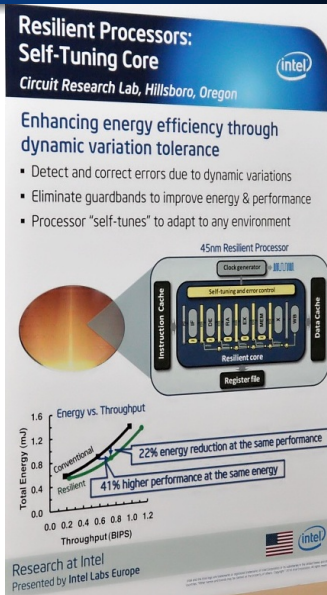 Resilient Processors:
Self-Tuning Core
intel
Circuit Research Lab, Hillsboro, Oregon
Enhancing energy efficiency through
dynamic variation tolerance
▪ Detect and correct errors due to dynamic variations
▪ Eliminate guardbands to improve energy & performance
▪ Processor “self-tunes” to adapt to any environment
45nm Resilient Processor
Clock generator
Self-tuning and error control
Instruction Cache
IF
DE
RA
EX
MEM
X
WB
Data Cache
Resilient core
Register file
Energy vs. Throughput
Total Energy (mJ)
1.6
1.2
0.8
0.4
0.0
Conventional
Resilient
22% energy reduction at the same performance
41% higher performance at the same energy
0.0 0.2 0.4 0.6 0.8 1.0 1.2
Throughput (BIPS)
Research at Intel
Presented by Intel Labs Europe
intel